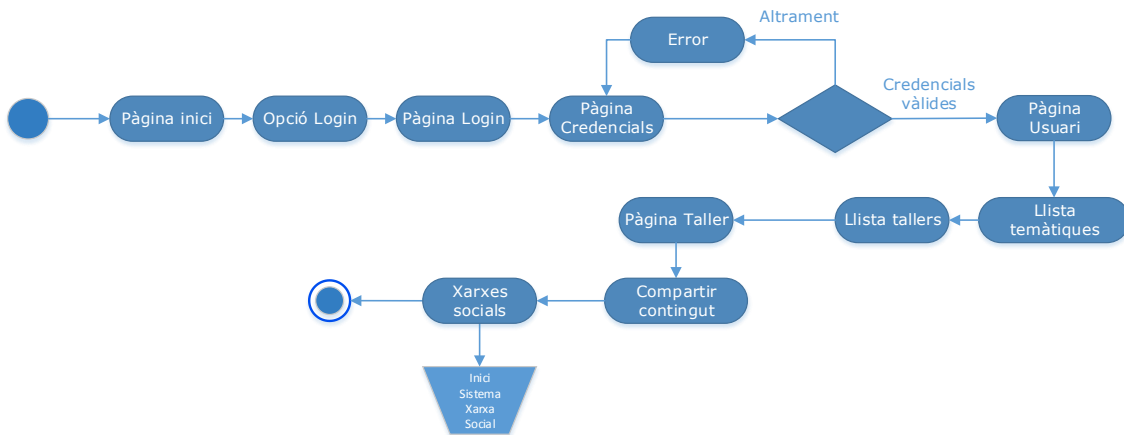 Altrament
Error
Credencials
vàlides
Pàgina inici
Opció Login
Pàgina Login
Pàgina
Credencials
Pàgina
Usuari
Pàgina Taller
Llista tallers
Llista
temàtiques
Xarxes
socials
Compartir
contingut
Inici
Sistema
Xarxa
Social